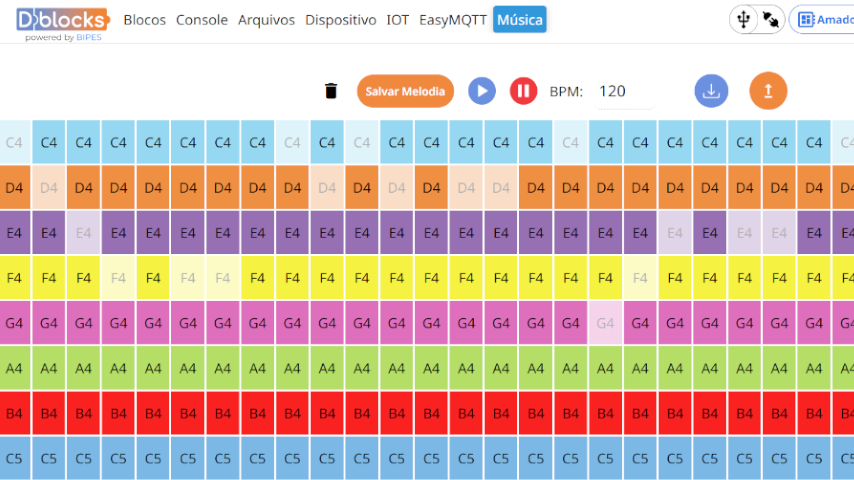 D blocks Blocos Console Arquivos Dispositivo IOT EasyMQTT Música Amado
powered by BIPES
Salvar Melodia BPM: 120
C4 C4 C4 C4 C4 C4 C4 C4 C4 C4 C4 C4 C4 C4 C4 C4 C4 C4 C4 C4 C4 C4 C4 C4 C4
D4 D4 D4 D4 D4 D4 D4 D4 D4 D4 D4 D4 D4 D4 D4 D4 D4 D4 D4 D4 D4 D4 D4 D4 D4
E4 E4 E4 E4 E4 E4 E4 E4 E4 E4 E4 E4 E4 E4 E4 E4 E4 E4 E4 E4 E4 E4 E4 E4 E4
F4 F4 F4 F4 F4 F4 F4 F4 F4 F4 F4 F4 F4 F4 F4 F4 F4 F4 F4 F4 F4 F4 F4 F4 F4
G4 G4 G4 G4 G4 G4 G4 G4 G4 G4 G4 G4 G4 G4 G4 G4 G4 G4 G4 G4 G4 G4 G4 G4 G4
A4 A4 A4 A4 A4 A4 A4 A4 A4 A4 A4 A4 A4 A4 A4 A4 A4 A4 A4 A4 A4 A4 A4 A4 A4
B4 B4 B4 B4 B4 B4 B4 B4 B4 B4 B4 B4 B4 B4 B4 B4 B4 B4 B4 B4 B4 B4 B4 B4 B4
C5 C5 C5 C5 C5 C5 C5 C5 C5 C5 C5 C5 C5 C5 C5 C5 C5 C5 C5 C5 C5 C5 C5 C5 C5